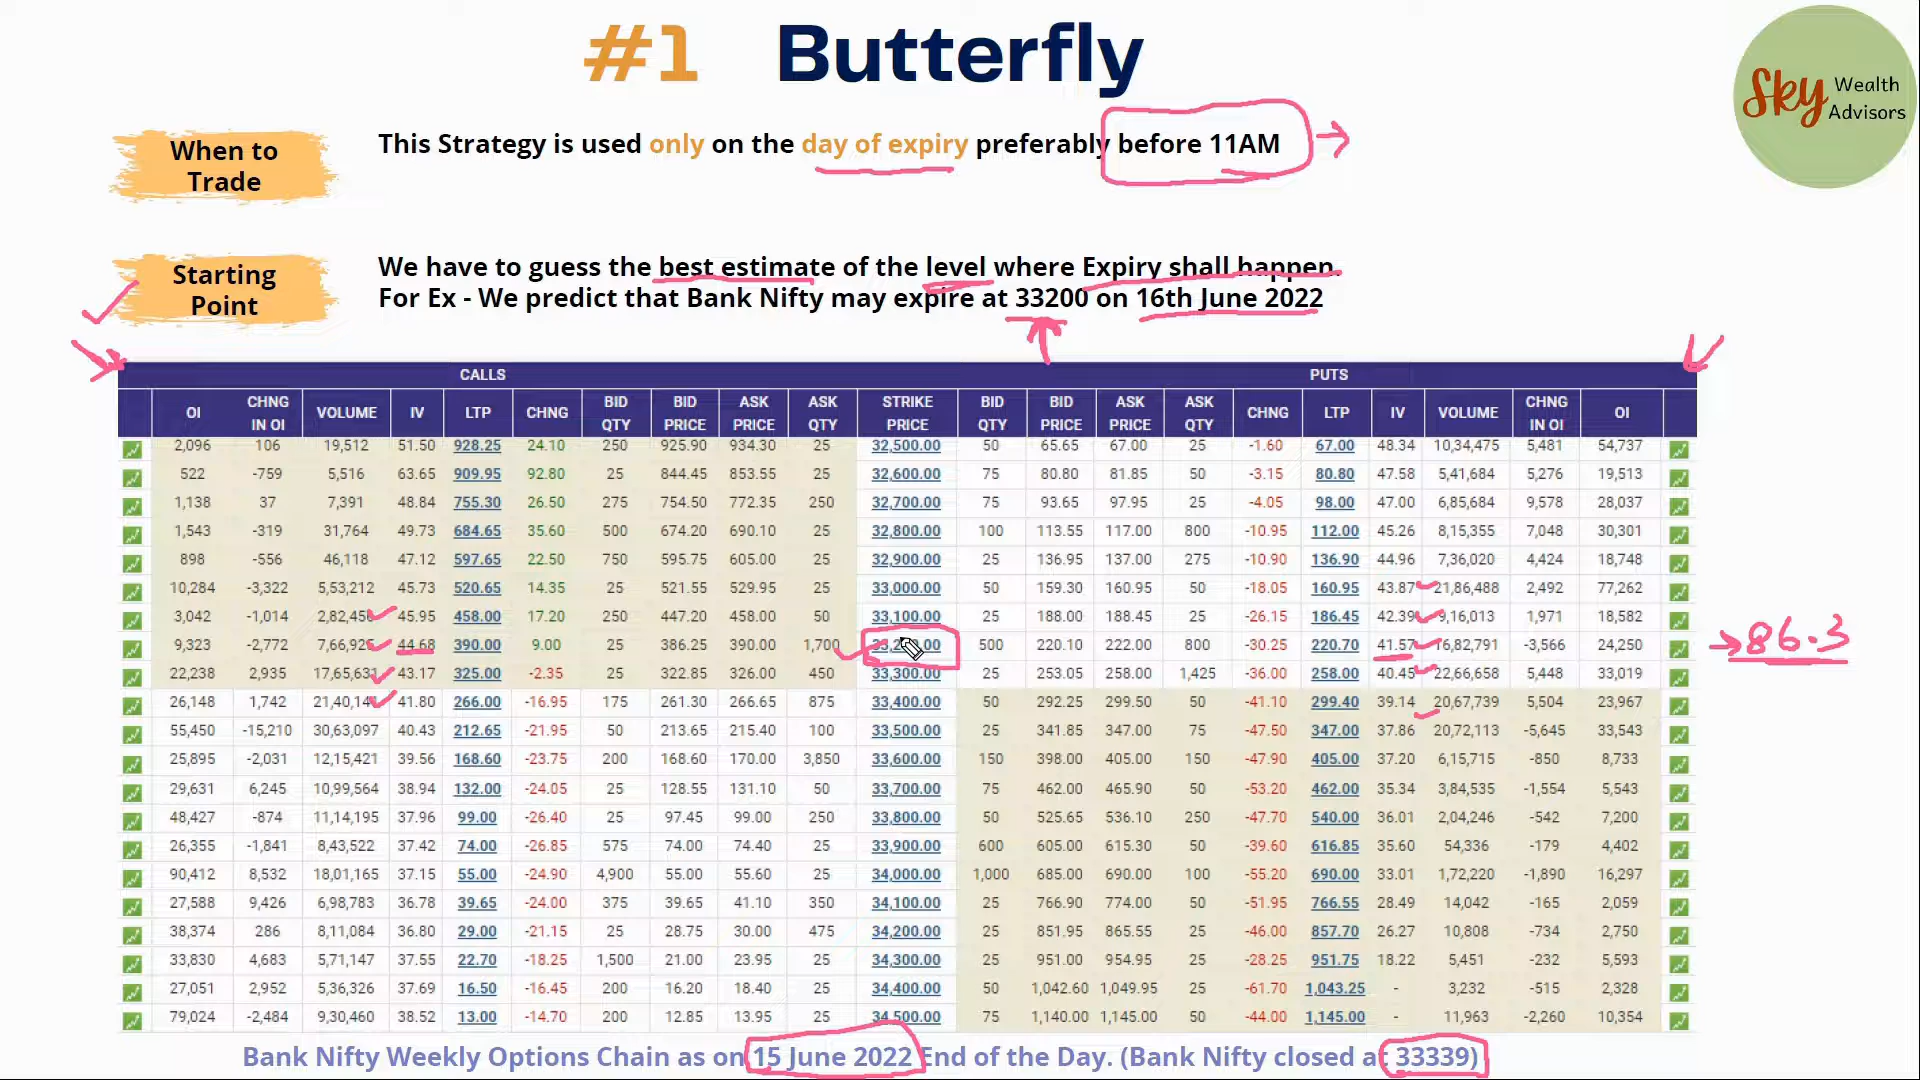 #1 Butterfly
Sky Wealth Advisors
When to
Trade
This Strategy is used only on the day of expiry preferably before 11AM
Starting
Point
We have to guess the best estimate of the level where Expiry shall happen.
For Ex - We predict that Bank Nifty may expire at 33200 on 16th June 2022
CALLS PUTS
OI CHNG IN OI VOLUME IV LTP CHNG BID QTY BID PRICE ASK PRICE ASK QTY STRIKE PRICE BID QTY BID PRICE ASK PRICE ASK QTY CHNG LTP IV VOLUME CHNG IN OI OI
2,096 106 19,512 51.50 928.25 24.10 250 925.90 934.30 25 32,500.00 50 65.65 67.00 25 -1.60 67.00 48.34 10,34,475 5,481 54,737
522 -759 5,516 63.65 909.95 92.80 25 844.45 853.55 25 32,600.00 75 80.80 81.85 50 -3.15 80.80 47.58 5,41,684 5,276 19,513
1,138 37 7,391 48.84 755.30 26.50 275 754.50 772.35 250 32,700.00 75 93.65 97.95 25 -4.05 98.00 47.00 6,85,684 9,578 28,037
1,543 -319 31,764 49.73 684.65 35.60 500 674.20 690.10 25 32,800.00 100 113.55 117.00 800 -10.95 112.00 45.26 8,15,355 7,048 30,301
898 -556 46,118 47.12 597.65 22.50 750 595.75 605.00 25 32,900.00 25 136.95 137.00 275 -10.90 136.90 44.96 7,36,020 4,424 18,748
10,284 -3,322 5,53,212 45.73 520.65 14.35 25 521.55 529.95 25 33,000.00 50 159.30 160.95 50 -18.05 160.95 43.87 21,86,488 2,492 77,262
3,042 -1,014 45.95 458.00 17.20 250 447.20 458.00 50 33,100.00 25 188.00 188.45 25 -26.15 186.45 42.39 9,16,013 1,971 18,582
9,323 -2,772 44.68 390.00 9.00 25 386.25 390.00 1,700 500 220.10 222.00 800 -30.25 220.70 41.57 16,82,791 -3,566 24,250 86.3
22,238 2,935 43.17 325.00 -2.35 25 322.85 326.00 450 33,300.00 25 253.05 258.00 1,425 -36.00 258.00 40.45 22,66,658 5,448 33,019
26,148 1,742 41.80 266.00 -16.95 175 261.30 266.65 875 33,400.00 50 292.25 299.50 50 -41.10 299.40 39.14 20,67,739 5,504 23,967
55,450 -15,210 30,63,097 40.43 212.65 -21.95 50 213.65 215.40 100 33,500.00 25 341.85 347.00 75 -47.50 347.00 37.86 20,72,113 -5,645 33,543
25,895 -2,031 12,15,421 39.56 168.60 -23.75 200 168.60 170.00 3,850 33,600.00 150 398.00 405.00 150 -47.90 405.00 37.20 6,15,715 -850 8,733
29,631 6,245 10,99,564 38.94 132.00 -24.05 25 128.55 131.10 50 33,700.00 75 462.00 465.90 50 -53.20 462.00 35.34 3,84,535 -1,554 5,543
48,427 -874 11,14,195 37.96 99.00 -26.40 25 97.45 99.00 250 33,800.00 50 525.65 536.10 250 -47.70 540.00 36.01 2,04,246 -542 7,200
26,355 -1,841 8,43,522 37.42 74.00 -26.85 575 74.00 74.40 25 33,900.00 600 605.00 615.30 50 -39.60 616.85 35.60 54,336 -179 4,402
90,412 8,532 18,01,165 37.15 55.00 -24.90 4,900 55.00 55.60 25 34,000.00 1,000 685.00 690.00 100 -55.20 690.00 33.01 1,72,220 -1,890 16,297
27,588 9,426 6,98,783 36.78 39.65 -24.00 375 39.65 41.10 350 34,100.00 25 766.90 774.00 50 -51.95 766.55 28.49 14,042 -165 2,059
38,374 286 8,11,084 36.80 29.00 -21.15 25 28.75 30.00 475 34,200.00 25 851.95 865.55 25 -46.00 857.70 26.27 10,808 -734 2,750
33,830 4,683 5,71,147 37.55 22.70 -18.25 1,500 21.00 23.95 25 34,300.00 25 951.00 954.95 25 -28.25 951.75 18.22 5,451 -232 5,593
27,051 2,952 5,36,326 37.69 16.50 -16.45 200 16.20 18.40 25 34,400.00 50 1,042.60 1,049.95 25 -61.70 1,043.25 - 3,232 -515 2,328
79,024 -2,484 9,30,460 38.52 13.00 -14.70 200 12.85 13.95 25 34,500.00 75 1,140.00 1,145.00 50 -44.00 1,145.00 - 11,963 -2,260 10,354
Bank Nifty Weekly Options Chain as on 15 June 2022 End of the Day. (Bank Nifty closed at 33339)